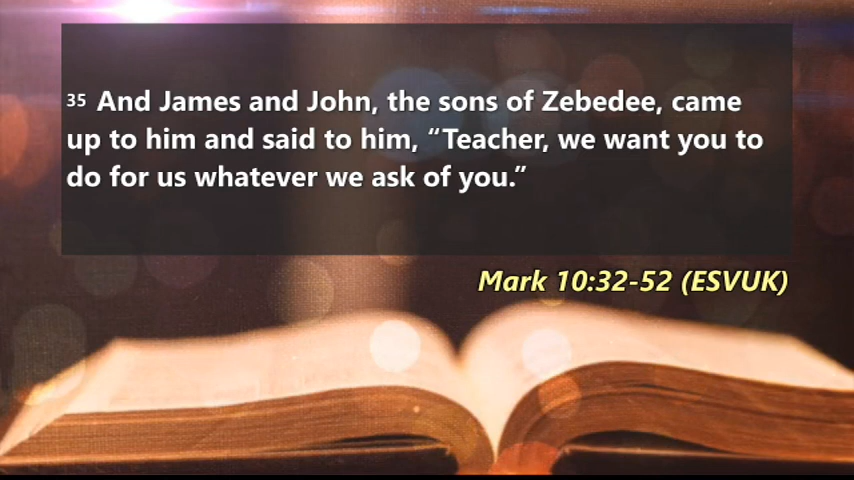 35 And James and John, the sons of Zebedee, came
up to him and said to him, “Teacher, we want you to
do for us whatever we ask of you.”
Mark 10:32-52 (ESVUK)